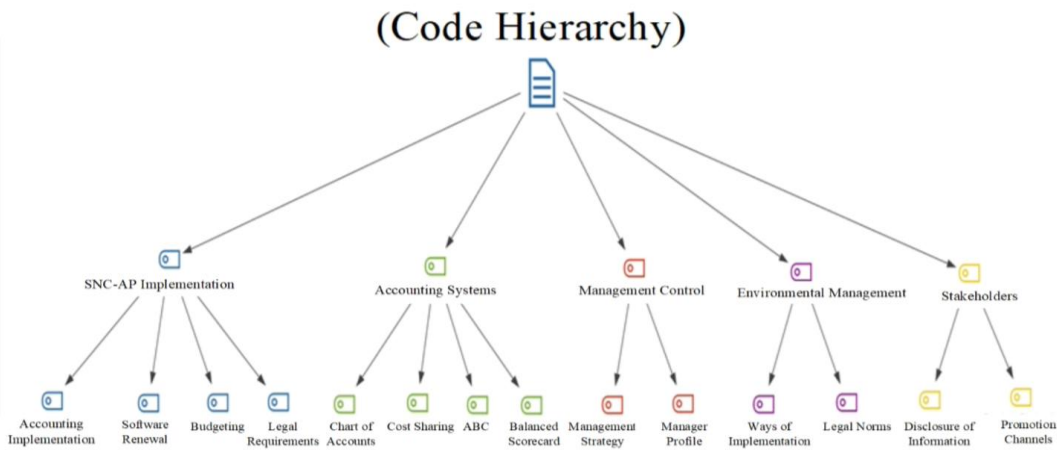 (Code Hierarchy)
SNC-AP Implementation
Accounting Systems
Management Control
Environmental Management
Stakeholders
Accounting
Implementation
Software
Renewal
Budgeting
Legal
Requirements
Chart of
Accounts
Cost Sharing
ABC
Balanced
Scorecard
Management
Strategy
Manager
Profile
Ways of
Implementation
Legal Norms
Disclosure of
Information
Promotion
Channels